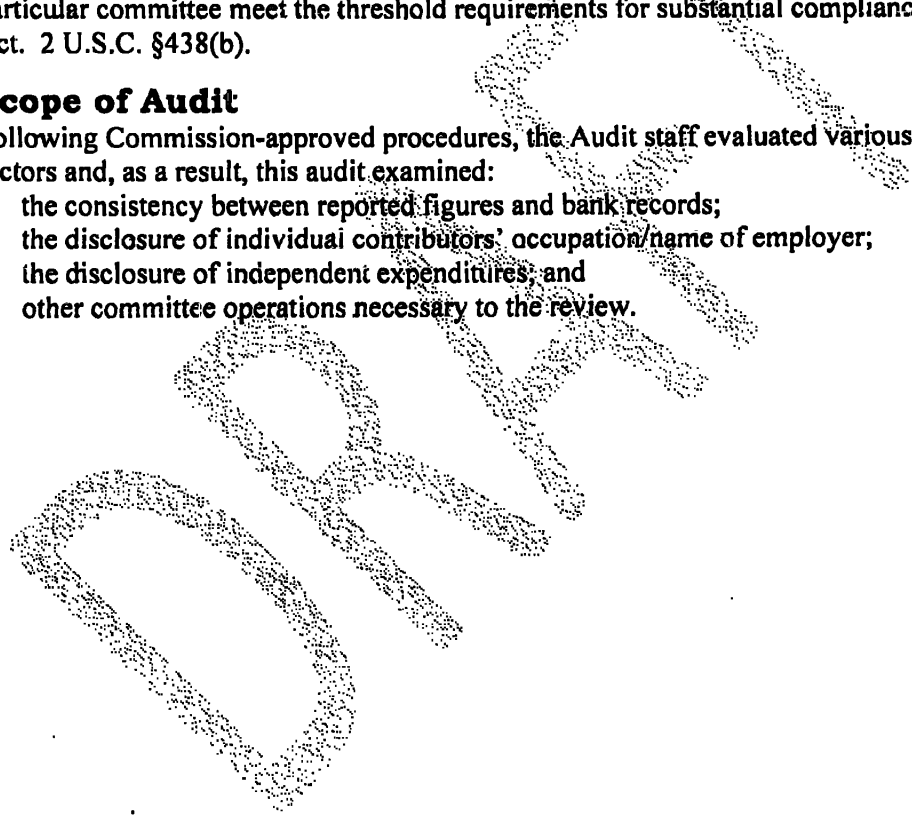 articular committee meet the threshold requirements for substantial complianc
ct. 2 U.S.C. §438(b).
cope of Audit
ollowing Commission-approved procedures, the Audit staff evaluated various
ctors and, as a result, this audit examined:
the consistency between reported figures and bank records;
the disclosure of individual contributors' occupation/name of employer;
the disclosure of independent expenditures; and
other committee operations necessary to the review.
DRAFT